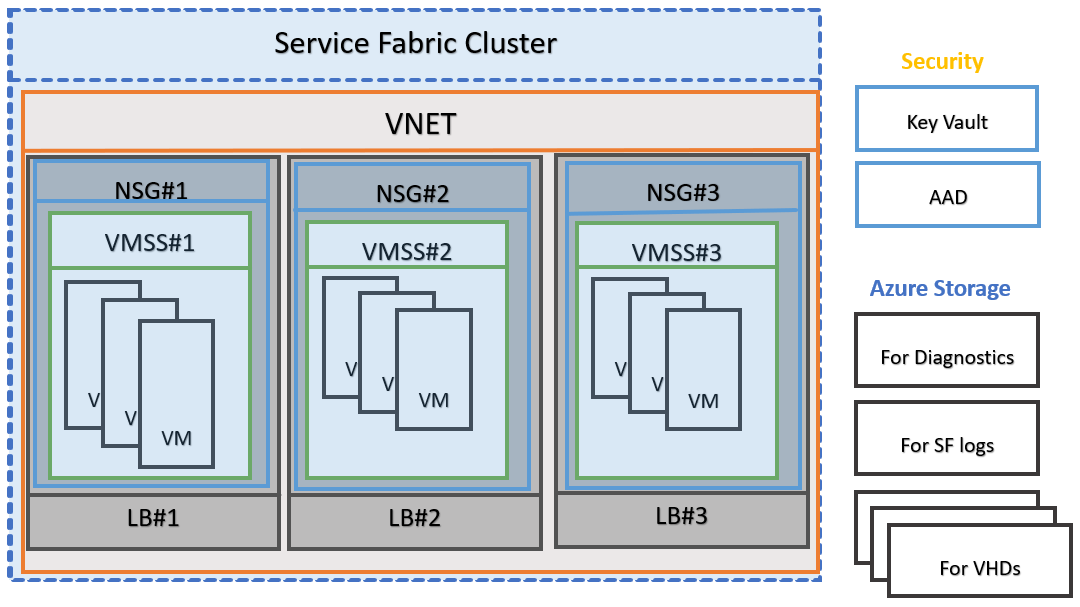 Service Fabric Cluster
VNET
NSG#1
VMSS#1
V
V
VM
LB#1
NSG#2
VMSS#2
V
V
VM
LB#2
NSG#3
VMSS#3
V
V
VM
LB#3
Security
Key Vault
AAD
Azure Storage
For Diagnostics
For SF logs
For VHDs